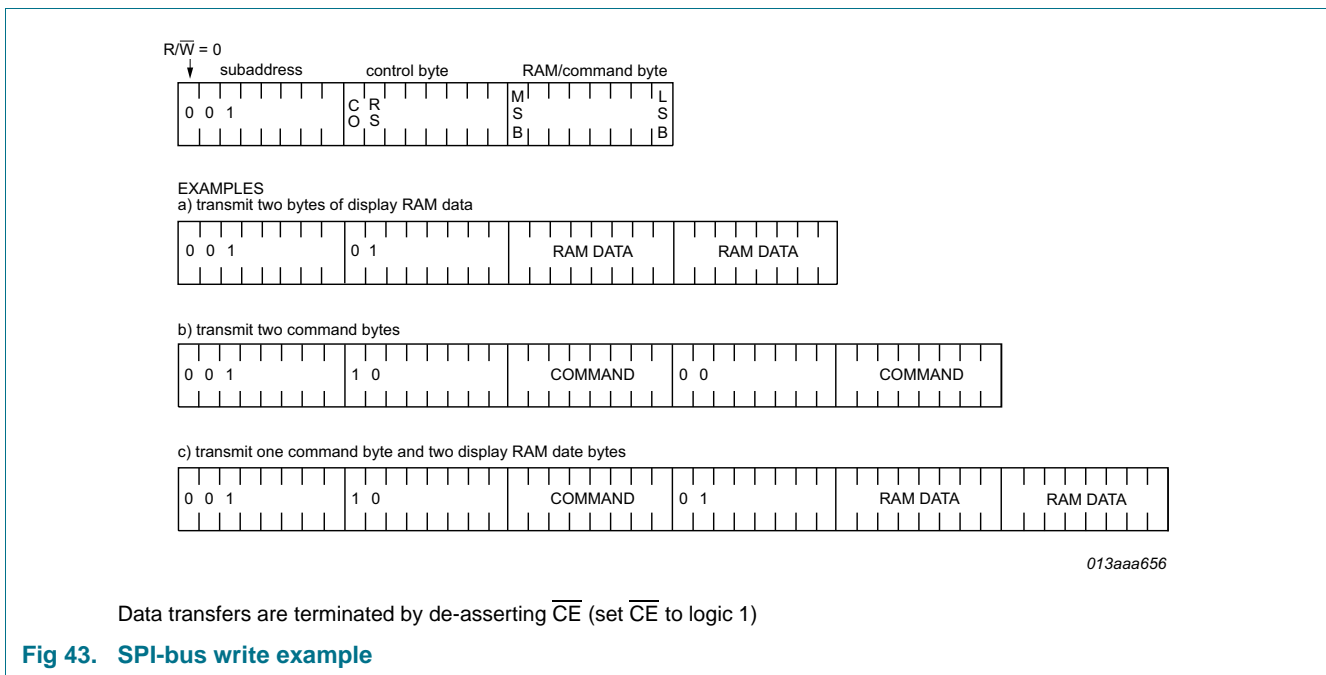 R/W̅ = 0
subaddress control byte RAM/command byte
0 0 1 CO RS MSB LSB
EXAMPLES
a) transmit two bytes of display RAM data
0 0 1 0 1 RAM DATA RAM DATA
b) transmit two command bytes
0 0 1 1 0 COMMAND 0 0 COMMAND
c) transmit one command byte and two display RAM date bytes
0 0 1 1 0 COMMAND 0 1 RAM DATA RAM DATA
013aaa656
Data transfers are terminated by de-asserting C̅E̅ (set C̅E̅ to logic 1)
Fig 43. SPI-bus write example